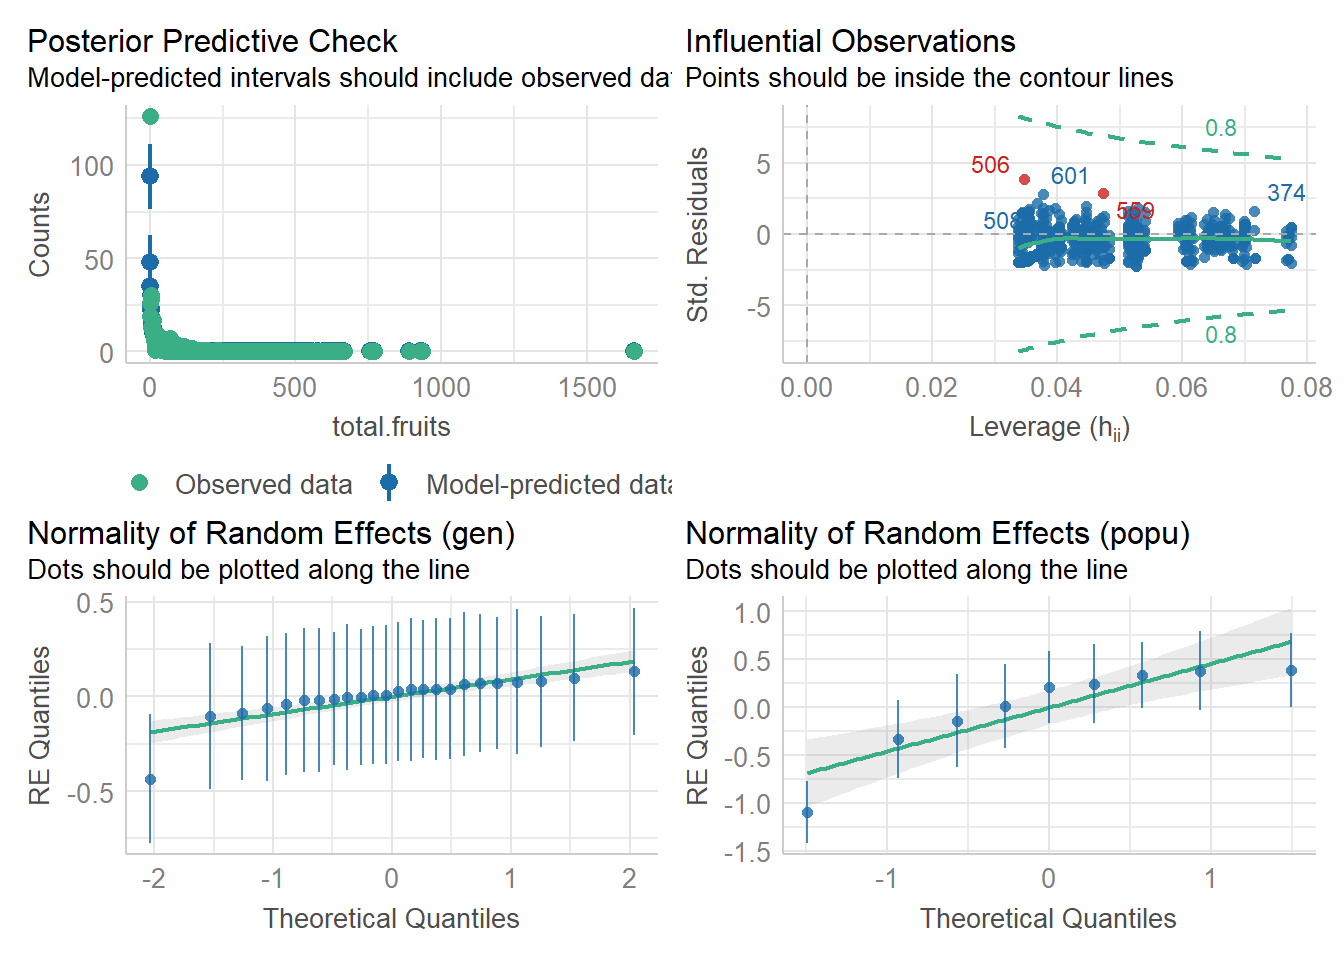 Posterior Predictive Check
Model-predicted intervals should include observed dat
100
50
0
Counts
0 500 1000 1500
total.fruits
Observed data Model-predicted data
Influential Observations
Points should be inside the contour lines
5
0
-5
Std. Residuals
0.8
506
601
374
559
508
0.8
0.00 0.02 0.04 0.06 0.08
Leverage (hii)
Normality of Random Effects (gen)
Dots should be plotted along the line
0.5
0.0
-0.5
RE Quantiles
-2 -1 0 1 2
Theoretical Quantiles
Normality of Random Effects (popu)
Dots should be plotted along the line
1.0
0.5
0.0
-0.5
-1.0
-1.5
RE Quantiles
-1 0 1
Theoretical Quantiles